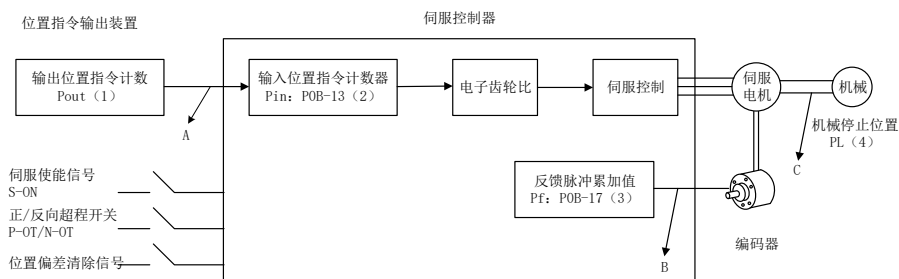 位置指令输出装置
伺服控制器
输出位置指令计数
Pout（1）
输入位置指令计数器
Pin：POB-13（2）
电子齿轮比
伺服控制
伺服
电机
机械
A
机械停止位置
PL（4）
C
伺服使能信号
S-ON
反馈脉冲累加值
Pf：POB-17（3）
正/反向超程开关
P-OT/N-OT
B
编码器
位置偏差清除信号